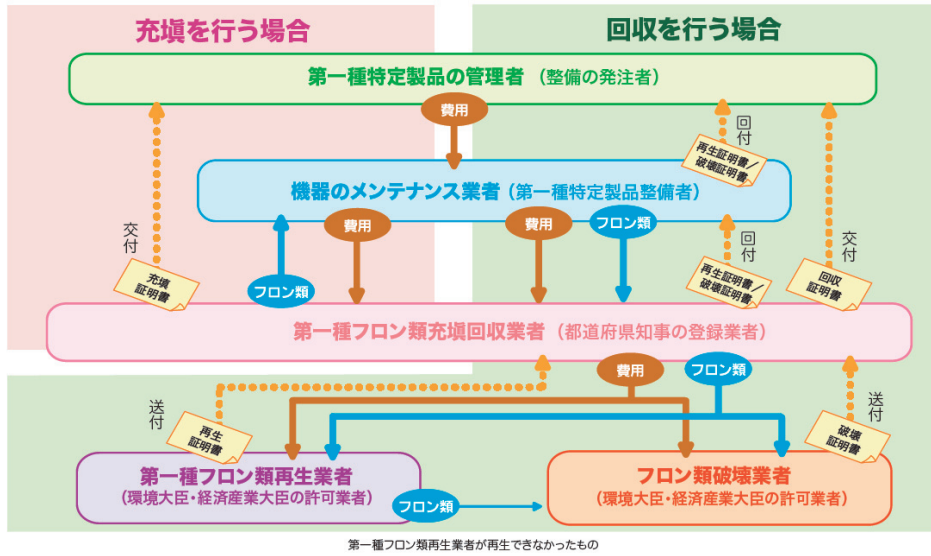 充填を行う場合
回収を行う場合
第一種特定製品の管理者（整備の発注者）
費用
回付
再生証明書／
破壊証明書
機器のメンテナンス業者（第一種特定製品整備者）
交付
充填
証明書
フロン類
費用
費用
フロン類
回付
再生証明書／
破壊証明書
交付
回収
証明書
第一種フロン類充填回収業者（都道府県知事の登録業者）
費用
フロン類
送付
再生
証明書
送付
破壊
証明書
第一種フロン類再生業者
（環境大臣・経済産業大臣の許可業者）
フロン類
フロン類破壊業者
（環境大臣・経済産業大臣の許可業者）
第一種フロン類再生業者が再生できなかったもの